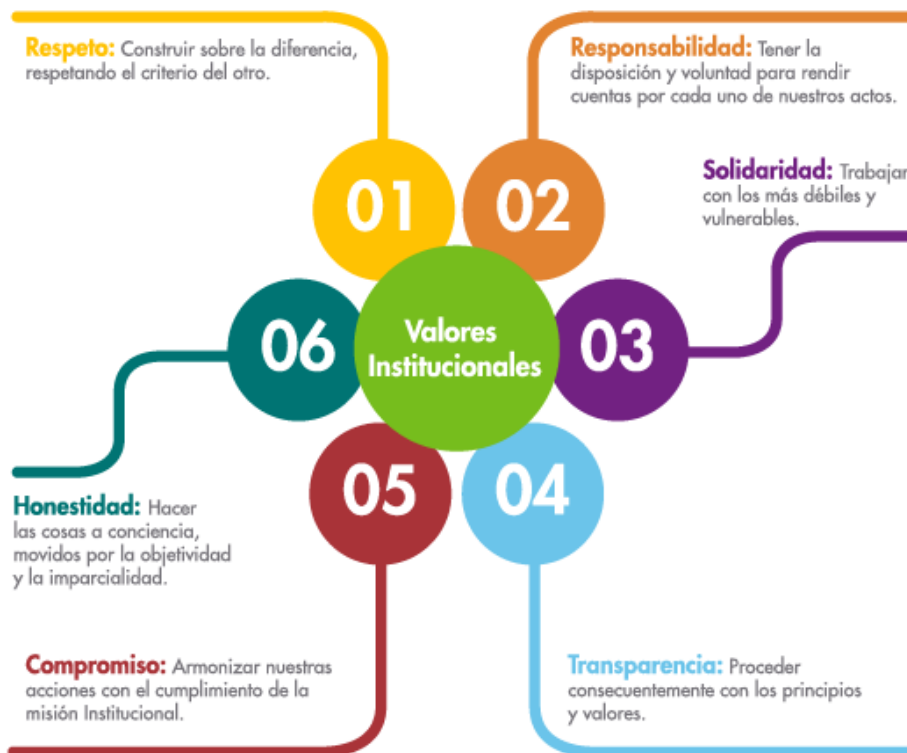 Respeto: Construir sobre la diferencia,
respetando el criterio del otro.
Responsabilidad: Tener la
disposición y voluntad para rendir
cuentas por cada uno de nuestros actos.
01
02
Solidaridad: Trabajar
con los más débiles y
vulnerables.
06
Valores
Institucionales
03
05
04
Honestidad: Hacer
las cosas a conciencia,
movidos por la objetividad
y la imparcialidad.
Compromiso: Armonizar nuestras
acciones con el cumplimiento de la
misión Institucional.
Transparencia: Proceder
consecuentemente con los principios
y valores.